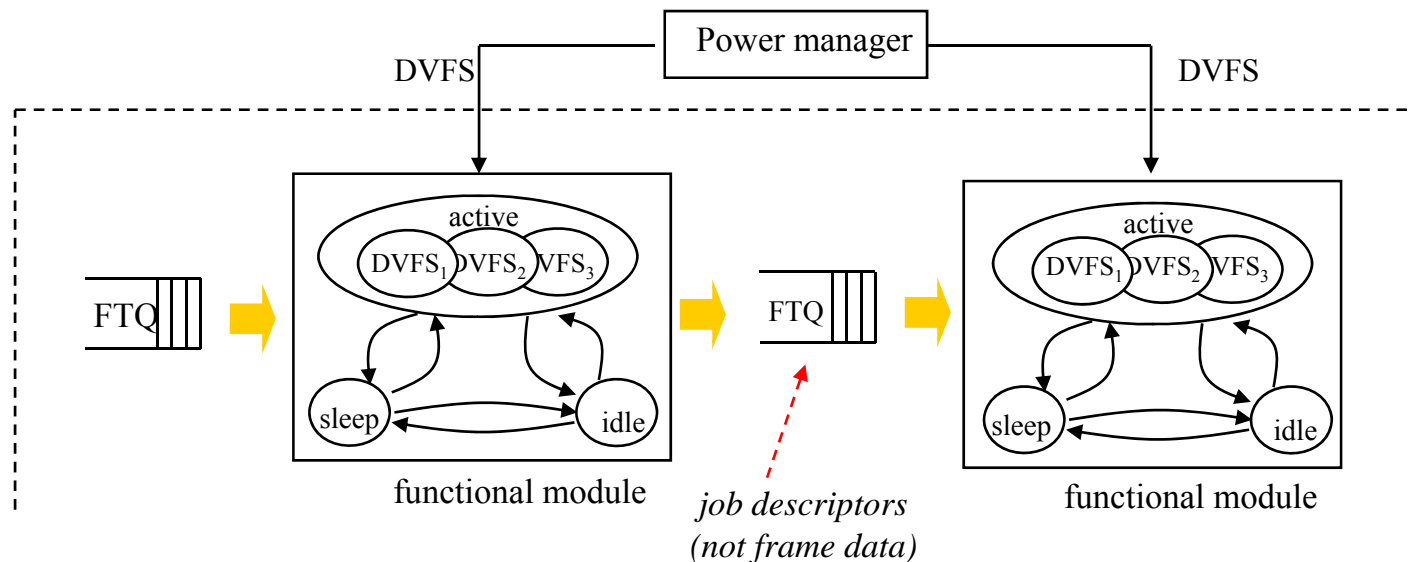 Power manager
DVFS
DVFS
active
DVFS1
DVFS2
VFS3
FTQ
sleep
idle
functional module
FTQ
job descriptors
(not frame data)
active
DVFS1
DVFS2
VFS3
sleep
idle
functional module